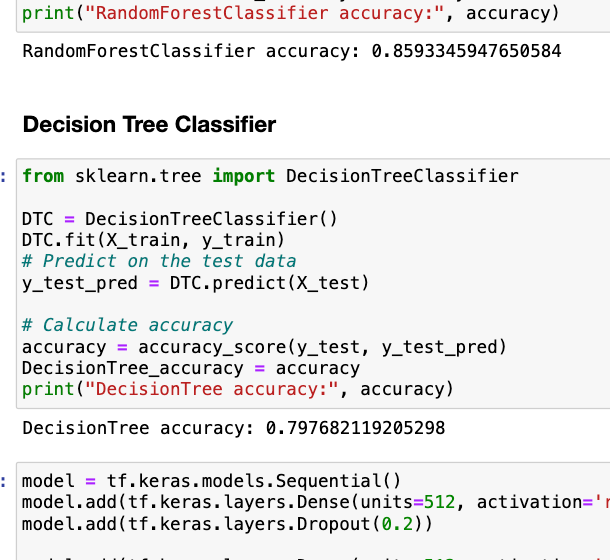 print("RandomForestClassifier accuracy:", accuracy)
RandomForestClassifier accuracy: 0.8593345947650584
Decision Tree Classifier
: from sklearn.tree import DecisionTreeClassifier
DTC = DecisionTreeClassifier()
DTC.fit(X_train, y_train)
# Predict on the test data
y_test_pred = DTC.predict(X_test)
# Calculate accuracy
accuracy = accuracy_score(y_test, y_test_pred)
DecisionTree_accuracy = accuracy
print("DecisionTree accuracy:", accuracy)
DecisionTree accuracy: 0.797682119205298
: model = tf.keras.models.Sequential()
model.add(tf.keras.layers.Dense(units=512, activation='r
model.add(tf.keras.layers.Dropout(0.2))